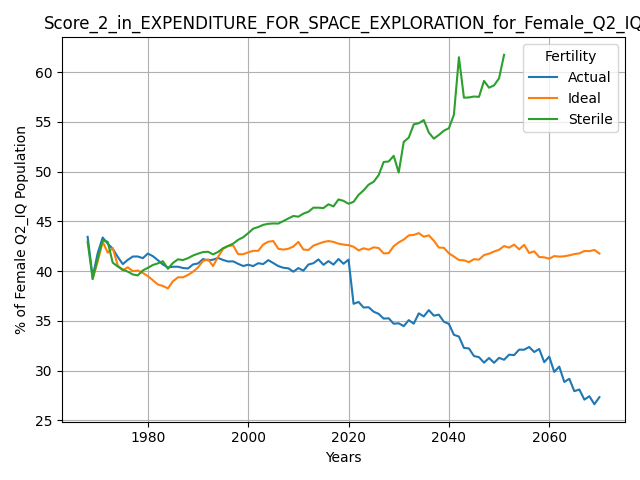 Score_2_in_EXPENDITURE_FOR_SPACE_EXPLORATION_for_Female_Q2_IQ
Fertility
Actual
Ideal
Sterile
% of Female Q2_IQ Population
60
55
50
45
40
35
30
25
1980
2000
2020
2040
2060
Years